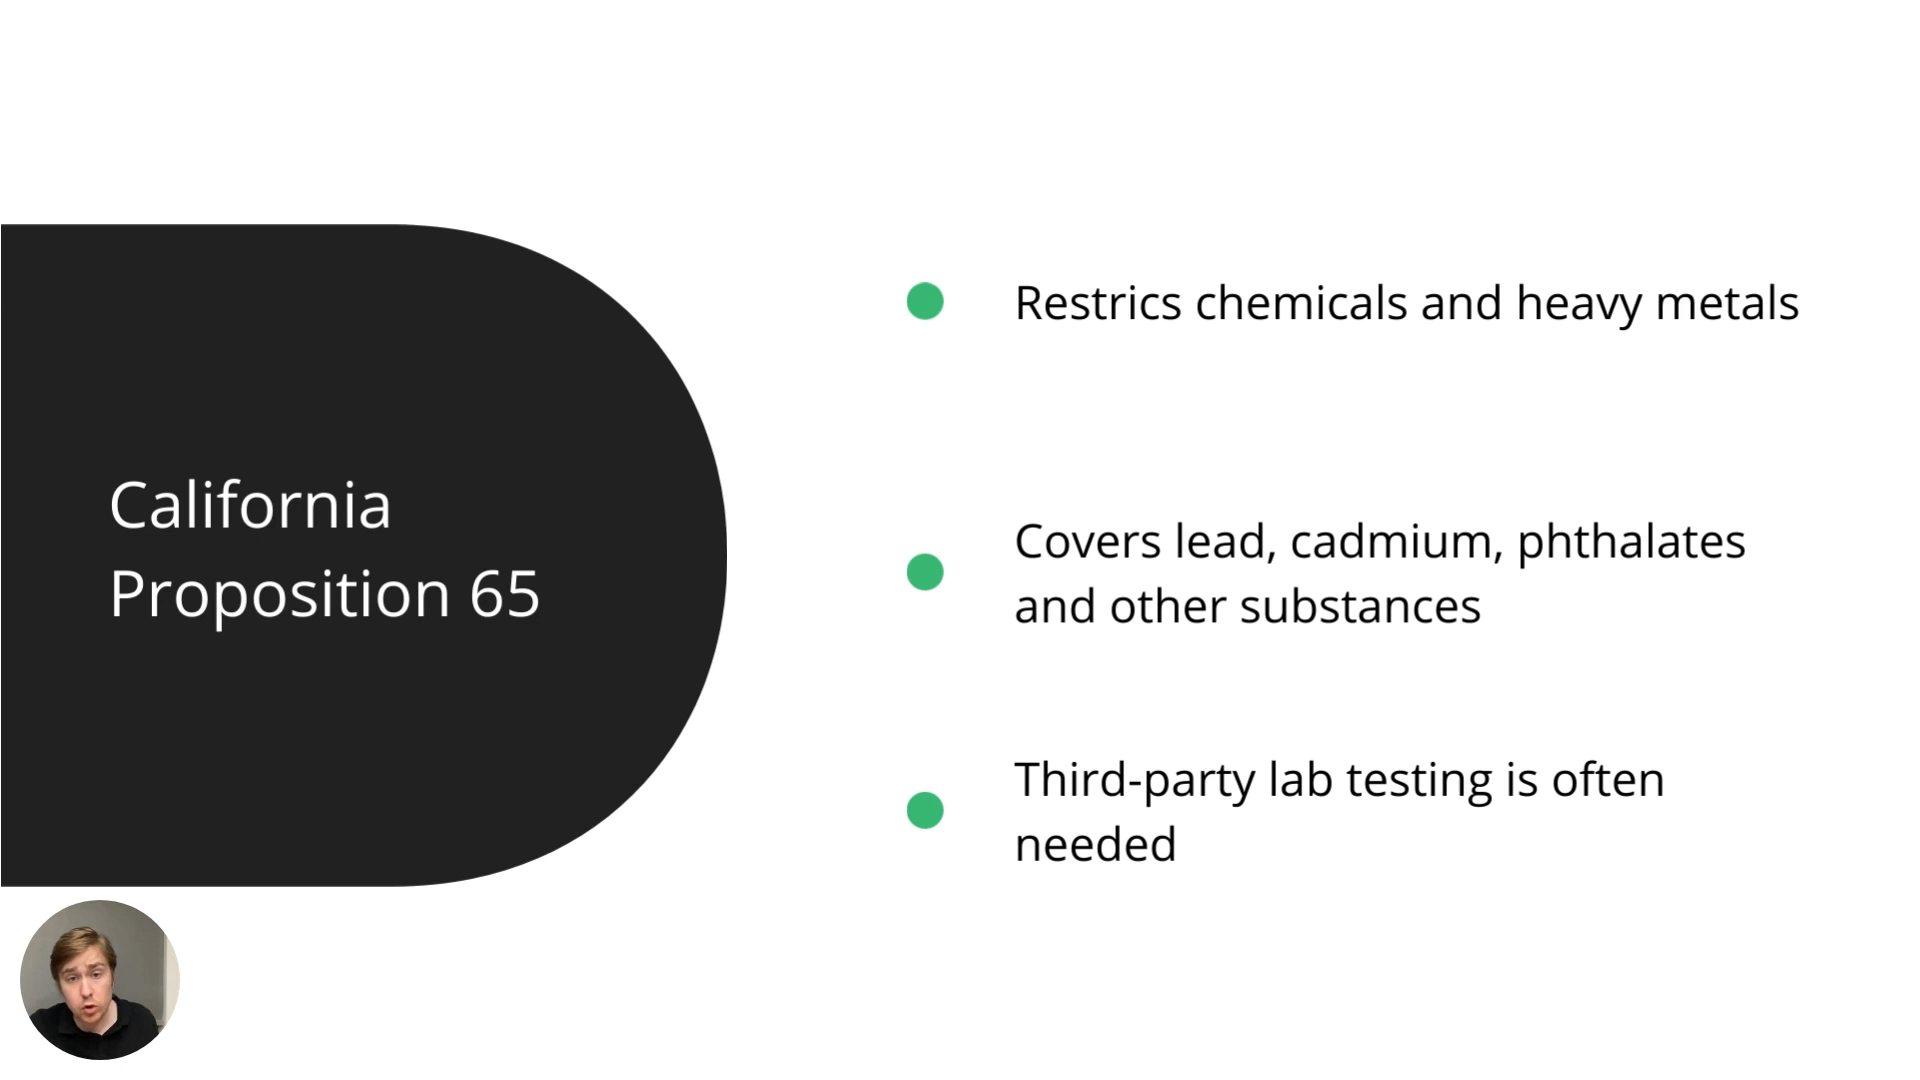 California
Proposition 65
Restrics chemicals and heavy metals
Covers lead, cadmium, phthalates
and other substances
Third-party lab testing is often
needed